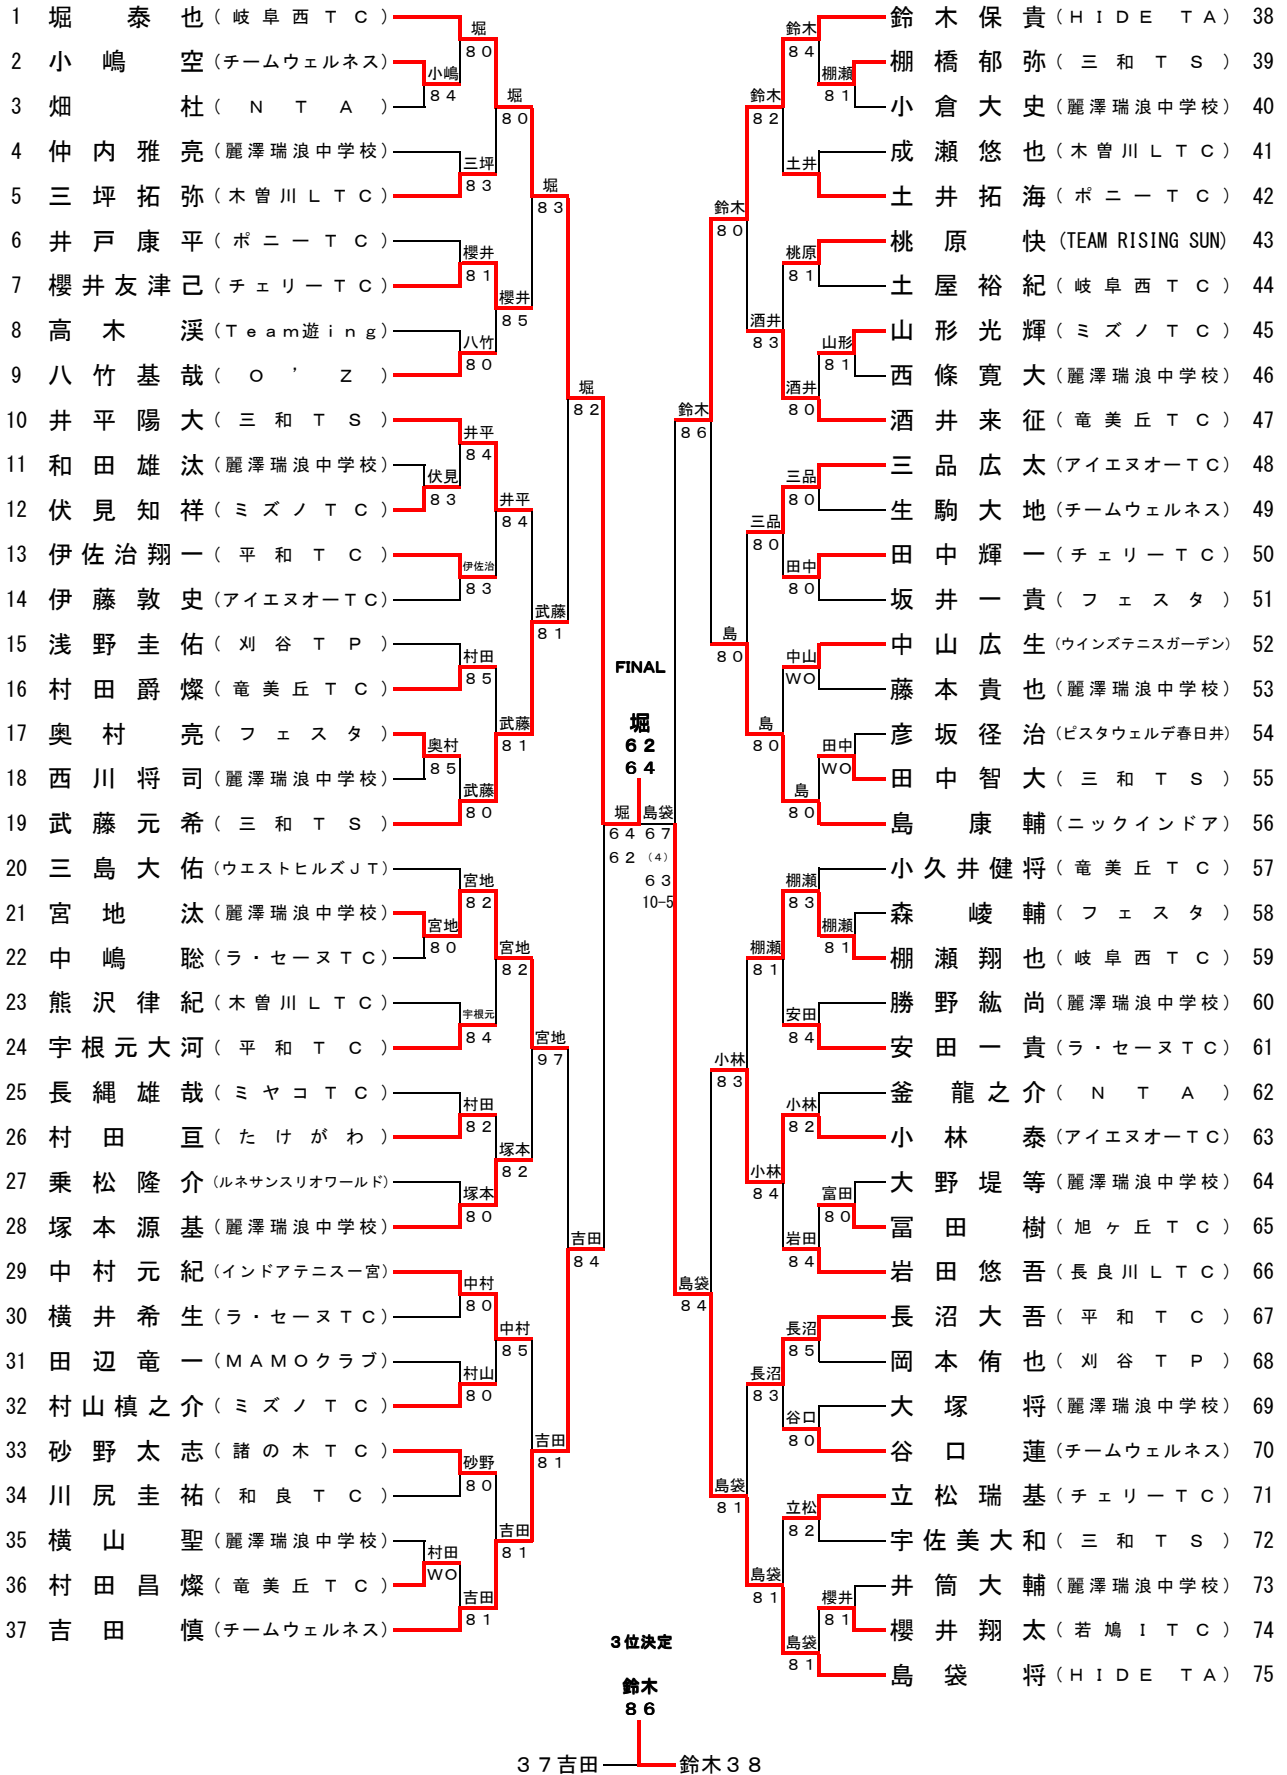 1 堀 泰 也 (岐阜西TC)
2 小 嶋 空 (チームウェルネス)
3 畑 杜 (NTA)
4 仲内雅亮 (麗澤瑞浪中学校)
5 三坪拓弥 (木曽川LTC)
6 井戸康平 (ポニーTC)
7 櫻井友津己 (チェリーTC)
8 高木 渓 (Team遊ing)
9 八竹基哉 (O'Z)
10 井平陽大 (三和TS)
11 和田雄汰 (麗澤瑞浪中学校)
12 伏見知祥 (ミズノTC)
13 伊佐治翔一 (平和TC)
14 伊藤敦史 (アイエヌオーTC)
15 浅野圭佑 (刈谷TP)
16 村田爵燦 (竜美丘TC)
17 奥村 亮 (フェスタ)
18 西川将司 (麗澤瑞浪中学校)
19 武藤元希 (三和TS)
20 三島大佑 (ウエストヒルズJT)
21 宮地 汰 (麗澤瑞浪中学校)
22 中嶋 聡 (ラ・セーヌTC)
23 熊沢律紀 (木曽川LTC)
24 宇根元大河 (平和TC)
25 長縄雄哉 (ミヤコTC)
26 村田 亘 (たけがわ)
27 乗松隆介 (ルネサンスリオワールド)
28 塚本源基 (麗澤瑞浪中学校)
29 中村元紀 (インドアテニス一宮)
30 横井希生 (ラ・セーヌTC)
31 田辺竜一 (MAMOクラブ)
32 村山槙之介 (ミズノTC)
33 砂野太志 (諸の木TC)
34 川尻圭祐 (和良TC)
35 横山 聖 (麗澤瑞浪中学校)
36 村田昌燦 (竜美丘TC)
37 吉田 慎 (チームウェルネス)
小嶋
84
伏見
83
奥村
85
宮地
80
村田
WO
堀
80
三坪
83
櫻井
81
八竹
80
井平
84
伊佐治
83
村田
85
武藤
80
宮地
82
宇根元
84
村田
82
塚本
80
中村
80
村山
80
砂野
80
吉田
81
堀
80
櫻井
85
井平
84
武藤
81
宮地
82
塚本
82
中村
85
吉田
81
堀
83
武藤
81
宮地
97
吉田
81
堀
82
吉田
84
堀
64
62
FINAL
堀
62
64
島袋
67
(4)
63
10-5
鈴木
86
島袋
84
鈴木
80
島
80
小林
83
島袋
81
鈴木
82
酒井
83
三品
80
島
80
棚瀬
81
小林
84
長沼
83
島袋
81
鈴木
84
土井
桃原
81
酒井
80
三品
80
田中
80
中山
WO
島
80
棚瀬
83
安田
84
小林
82
岩田
84
長沼
85
谷口
80
立松
82
島袋
81
棚瀬
81
山形
81
田中
WO
棚瀬
81
富田
80
櫻井
81
鈴木保貴 (HIDE TA) 38
棚橋郁弥 (三和TS) 39
小倉大史 (麗澤瑞浪中学校) 40
成瀬悠也 (木曽川LTC) 41
土井拓海 (ポニーTC) 42
桃原 快 (TEAM RISING SUN) 43
土屋裕紀 (岐阜西TC) 44
山形光輝 (ミズノTC) 45
西條寛大 (麗澤瑞浪中学校) 46
酒井来征 (竜美丘TC) 47
三品広太 (アイエヌオーTC) 48
生駒大地 (チームウェルネス) 49
田中輝一 (チェリーTC) 50
坂井一貴 (フェスタ) 51
中山広生 (ウインズテニスガーデン) 52
藤本貴也 (麗澤瑞浪中学校) 53
彦坂径治 (ビスタウェルデ春日井) 54
田中智大 (三和TS) 55
島 康輔 (ニックインドア) 56
小久井健将 (竜美丘TC) 57
森 崚輔 (フェスタ) 58
棚瀬翔也 (岐阜西TC) 59
勝野紘尚 (麗澤瑞浪中学校) 60
安田一貴 (ラ・セーヌTC) 61
釜 龍之介 (NTA) 62
小林 泰 (アイエヌオーTC) 63
大野堤等 (麗澤瑞浪中学校) 64
冨田 樹 (旭ヶ丘TC) 65
岩田悠吾 (長良川LTC) 66
長沼大吾 (平和TC) 67
岡本侑也 (刈谷TP) 68
大塚 将 (麗澤瑞浪中学校) 69
谷口 蓮 (チームウェルネス) 70
立松瑞基 (チェリーTC) 71
宇佐美大和 (三和TS) 72
井筒大輔 (麗澤瑞浪中学校) 73
櫻井翔太 (若鳩ITC) 74
島袋 将 (HIDE TA) 75
3位決定
鈴木
86
37吉田 鈴木38